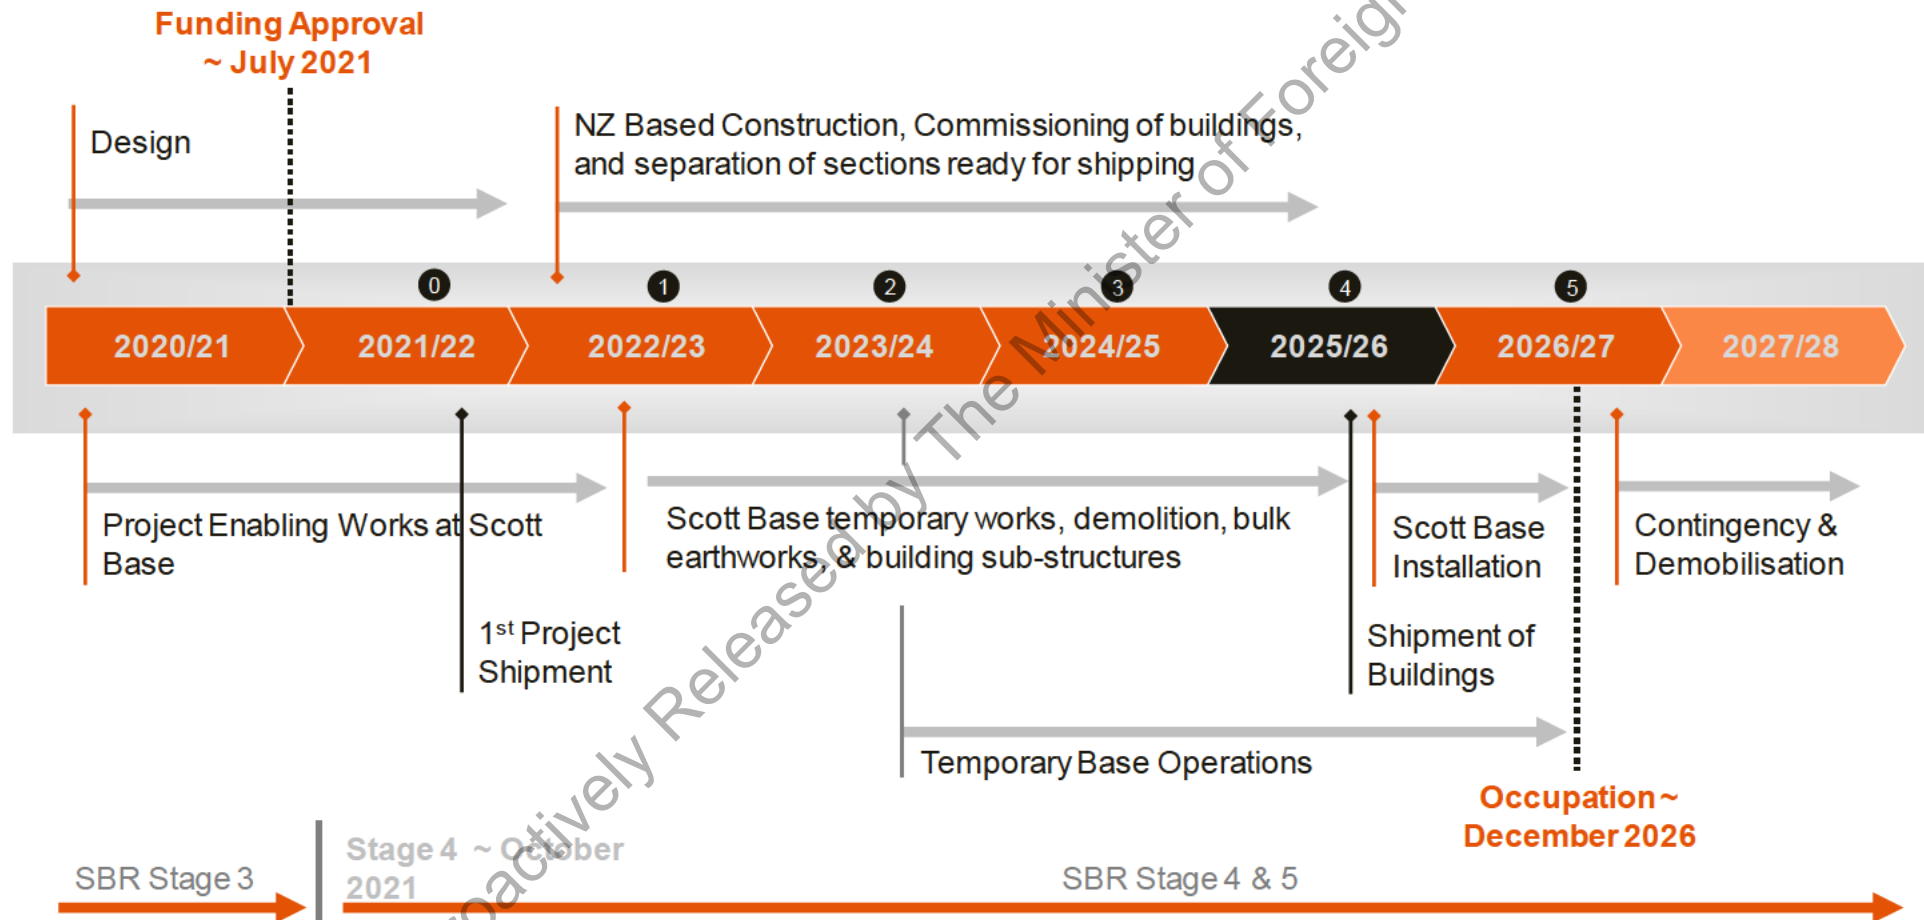 Funding Approval
~ July 2021
Design
NZ Based Construction, Commissioning of buildings,
and separation of sections ready for shipping
0 1 2 3 4 5
2020/21 2021/22 2022/23 2023/24 2024/25 2025/26 2026/27 2027/28
Project Enabling Works at Scott
Base
Scott Base temporary works, demolition, bulk
earthworks, & building sub-structures
Scott Base
Installation
Contingency &
Demobilisation
1st Project
Shipment
Shipment of
Buildings
Temporary Base Operations
Occupation ~
December 2026
Stage 4 ~ October
2021
SBR Stage 3
SBR Stage 4 & 5
roactively Released by The Minister of Foreign